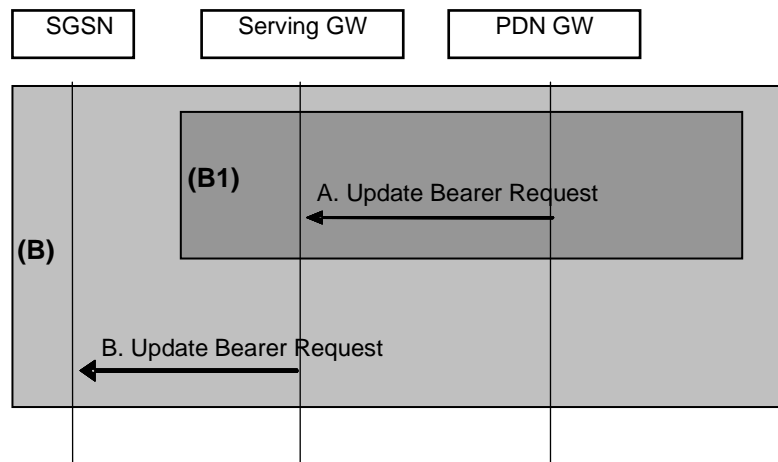 SGSN
Serving GW
PDN GW
(B1)
A. Update Bearer Request
(B)
B. Update Bearer Request